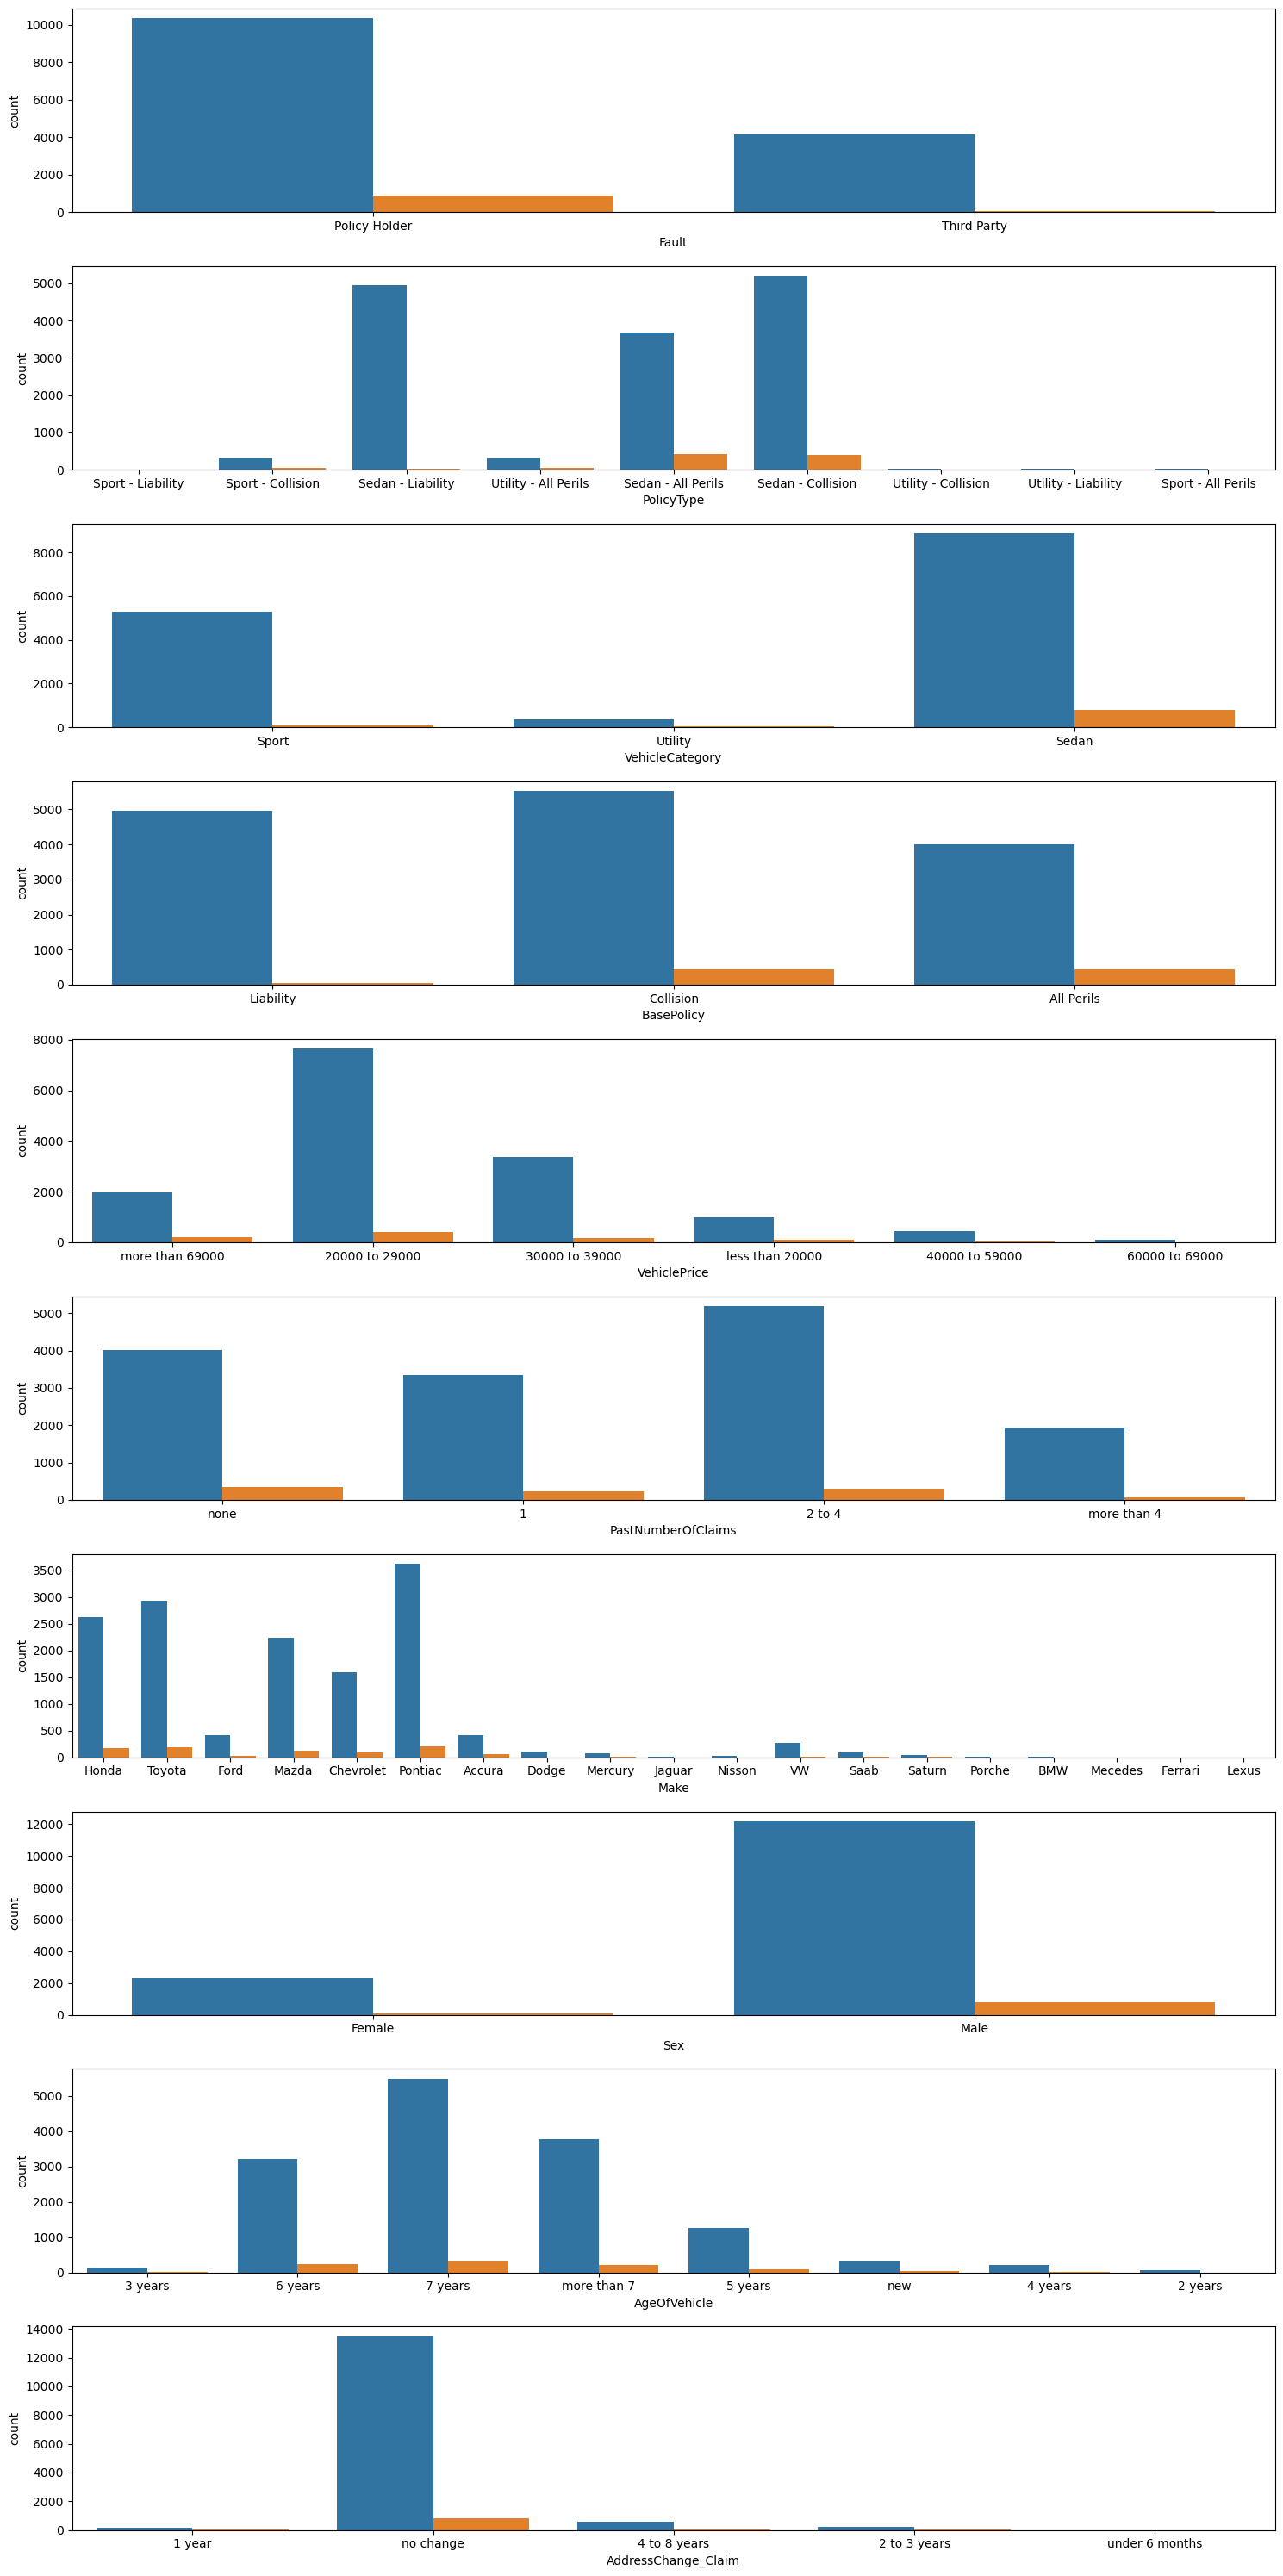 10000
8000
6000
4000
2000
0
count
Policy Holder Third Party
Fault
5000
4000
3000
2000
1000
0
count
Sport - Liability Sport - Collision Sedan - Liability Utility - All Perils Sedan - All Perils Sedan - Collision Utility - Collision Utility - Liability Sport - All Perils
PolicyType
8000
6000
4000
2000
0
count
Sport Utility Sedan
VehicleCategory
5000
4000
3000
2000
1000
0
count
Liability Collision All Perils
BasePolicy
8000
6000
4000
2000
0
count
more than 69000 20000 to 29000 30000 to 39000 less than 20000 40000 to 59000 60000 to 69000
VehiclePrice
5000
4000
3000
2000
1000
0
count
none 1 2 to 4 more than 4
PastNumberOfClaims
3500
3000
2500
2000
1500
1000
500
0
count
Honda Toyota Ford Mazda Chevrolet Pontiac Accura Dodge Mercury Jaguar Nisson VW Saab Saturn Porche BMW Mecedes Ferrari Lexus
Make
12000
10000
8000
6000
4000
2000
0
count
Female Male
Sex
5000
4000
3000
2000
1000
0
count
3 years 6 years 7 years more than 7 5 years new 4 years 2 years
AgeOfVehicle
14000
12000
10000
8000
6000
4000
2000
0
count
1 year no change 4 to 8 years 2 to 3 years under 6 months
AddressChange_Claim